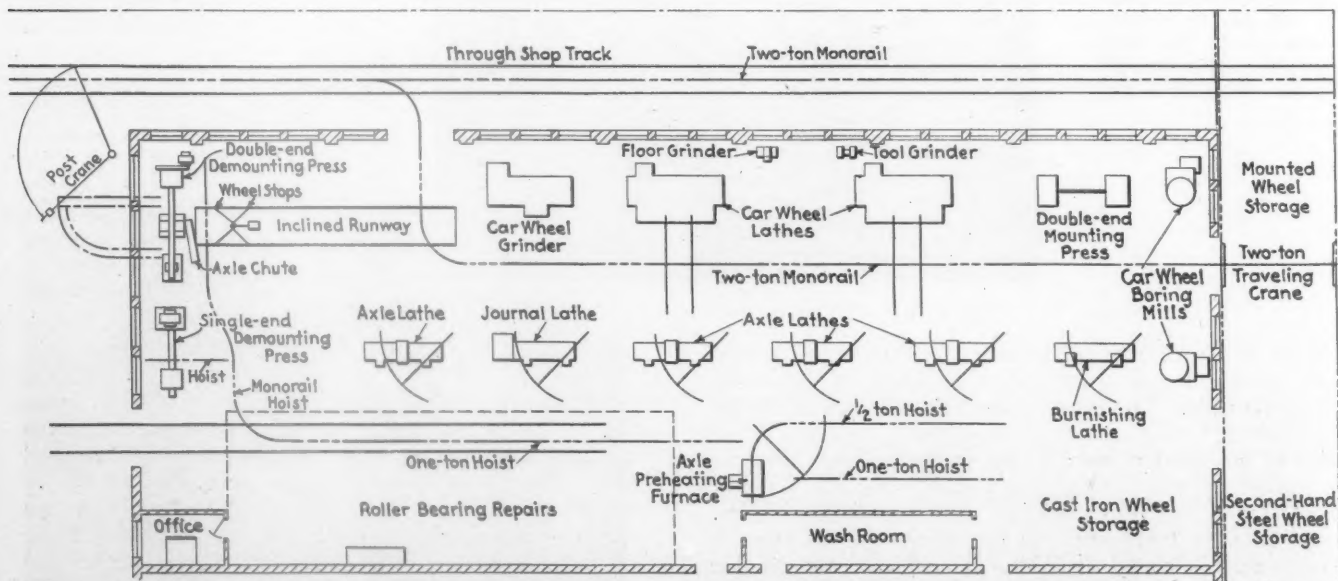 Through Shop Track
Two-ton Monorail
Post
Crane
Double-end
Demounting Press
Wheel Stops
Inclined Runway
Axle Chute
Floor Grinder
Tool Grinder
Car Wheel
Grinder
Car Wheel
Lathes
Double-end
Mounting
Press
Mounted
Wheel
Storage
Two-ton Monorail
Two-ton
Traveling
Crane
Car Wheel
Boring
Mills
Single-end
Demounting
Press
Hoist
Monorail
Hoist
Axle Lathe
Journal Lathe
Axle Lathes
Burnishing
Lathe
1/2 ton Hoist
One-ton Hoist
Axle
Preheating
Furnace
One-ton Hoist
Office
Roller Bearing Repairs
Wash Room
Cast Iron Wheel
Storage
Second-Hand
Steel Wheel
Storage